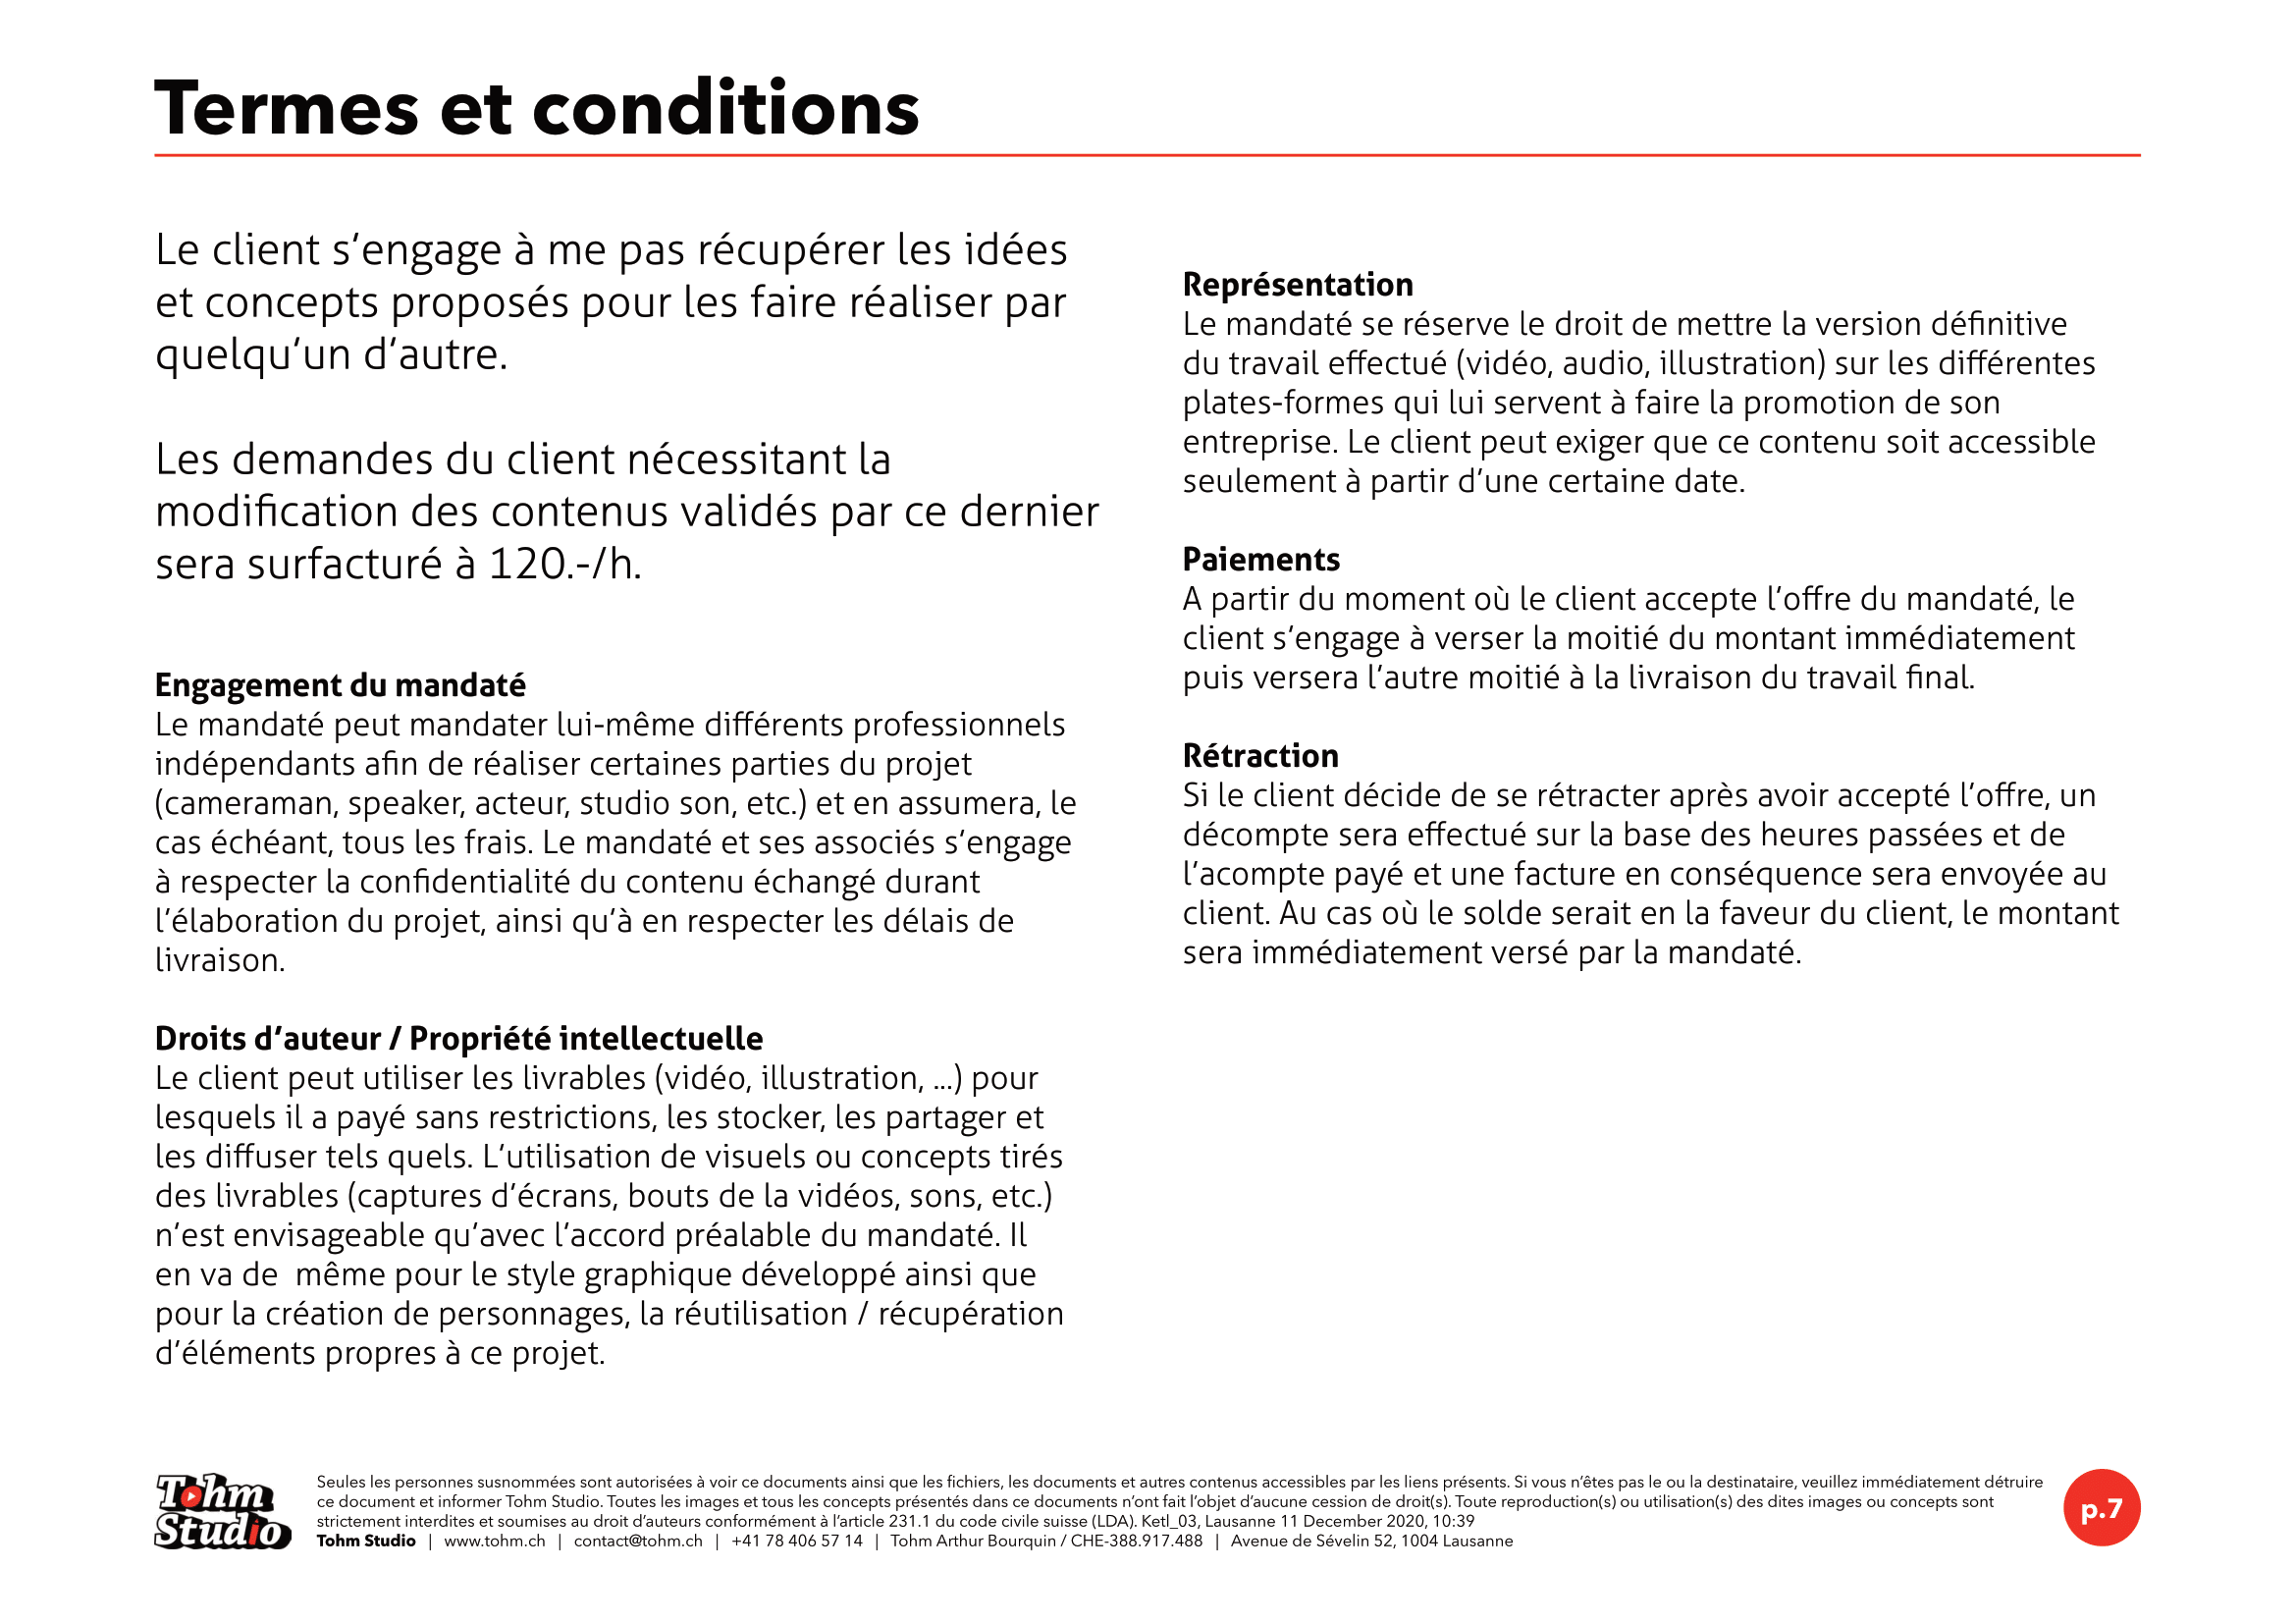 Termes et conditions
Le client s’engage à me pas récupérer les idées
et concepts proposés pour les faire réaliser par
quelqu’un d’autre.
Les demandes du client nécessitant la
modification des contenus validés par ce dernier
sera surfacturé à 120.-/h.
Engagement du mandaté
Le mandaté peut mandater lui-même différents professionnels
indépendants afin de réaliser certaines parties du projet
(cameraman, speaker, acteur, studio son, etc.) et en assumera, le
cas échéant, tous les frais. Le mandaté et ses associés s’engage
à respecter la confidentialité du contenu échangé durant
l’élaboration du projet, ainsi qu’à en respecter les délais de
livraison.
Droits d’auteur / Propriété intellectuelle
Le client peut utiliser les livrables (vidéo, illustration, ...) pour
lesquels il a payé sans restrictions, les stocker, les partager et
les diffuser tels quels. L’utilisation de visuels ou concepts tirés
des livrables (captures d’écrans, bouts de la vidéos, sons, etc.)
n’est envisageable qu’avec l’accord préalable du mandaté. Il
en va de  même pour le style graphique développé ainsi que
pour la création de personnages, la réutilisation / récupération
d’éléments propres à ce projet.
Représentation
Le mandaté se réserve le droit de mettre la version définitive
du travail effectué (vidéo, audio, illustration) sur les différentes
plates-formes qui lui servent à faire la promotion de son
entreprise. Le client peut exiger que ce contenu soit accessible
seulement à partir d’une certaine date.
Paiements
A partir du moment où le client accepte l’offre du mandaté, le
client s’engage à verser la moitié du montant immédiatement
puis versera l’autre moitié à la livraison du travail final.
Rétraction
Si le client décide de se rétracter après avoir accepté l’offre, un
décompte sera effectué sur la base des heures passées et de
l’acompte payé et une facture en conséquence sera envoyée au
client. Au cas où le solde serait en la faveur du client, le montant
sera immédiatement versé par la mandaté.
Tohm
Studio
Seules les personnes susnommées sont autorisées à voir ce documents ainsi que les fichiers, les documents et autres contenus accessibles par les liens présents. Si vous n’êtes pas le ou la destinataire, veuillez immédiatement détruire
ce document et informer Tohm Studio. Toutes les images et tous les concepts présentés dans ce documents n’ont fait l’objet d’aucune cession de droit(s). Toute reproduction(s) ou utilisation(s) des dites images ou concepts sont
strictement interdites et soumises au droit d’auteurs conformément à l’article 231.1 du code civile suisse (LDA). Ketl_03, Lausanne 11 December 2020, 10:39
Tohm Studio | www.tohm.ch | contact@tohm.ch | +41 78 406 57 14 | Tohm Arthur Bourquin / CHE-388.917.488 | Avenue de Sévelin 52, 1004 Lausanne
p.7